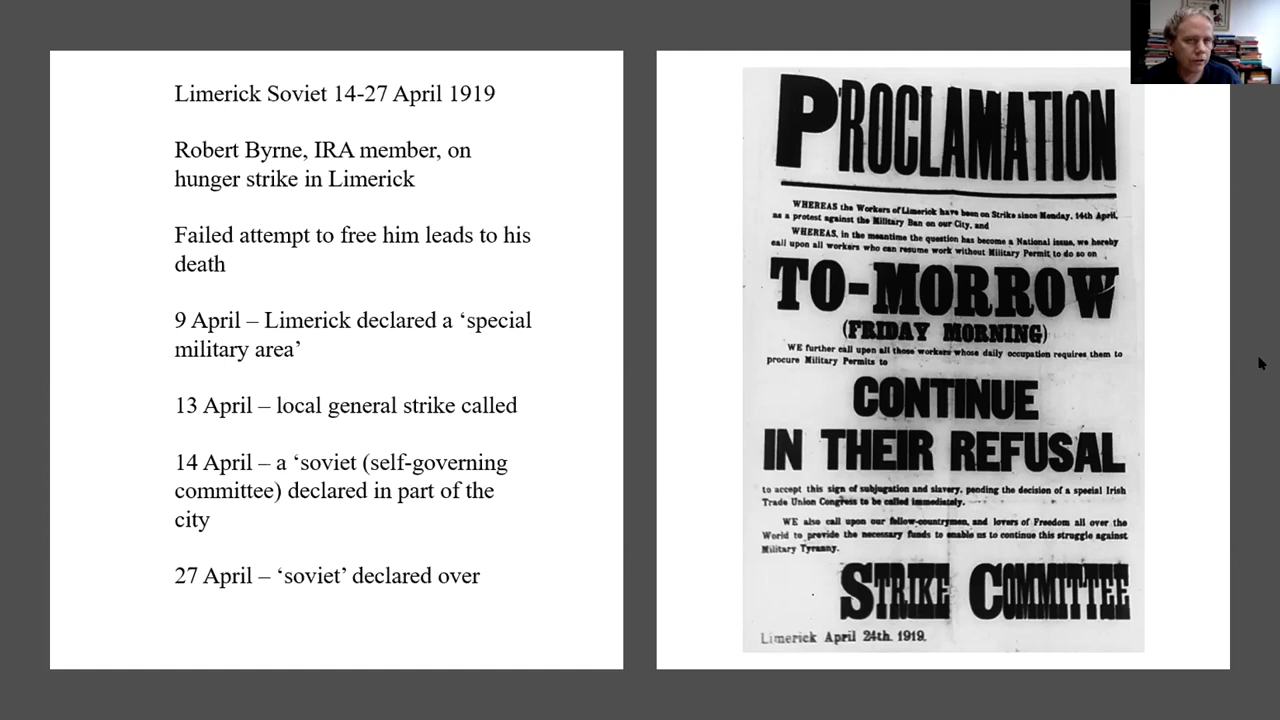 Limerick Soviet 14-27 April 1919
Robert Byrne, IRA member, on
hunger strike in Limerick
Failed attempt to free him leads to his
death
9 April – Limerick declared a ‘special
military area’
13 April – local general strike called
14 April – a ‘soviet (self-governing
committee) declared in part of the
city
27 April – ‘soviet’ declared over
PROCLAMATION
WHEREAS the Workers of Limerick have been on Strike since Monday, 14th April,
as a protest against the Military Ban on our City, and
WHEREAS, in the meantime the question has become a National issue, we hereby
call upon all workers who can resume work without Military Permit to do so on
TO-MORROW
(FRIDAY MORNING)
WE further call upon all those workers whose daily occupation requires them to
procure Military Permits to
CONTINUE
IN THEIR REFUSAL
to accept this sign of subjugation and slavery, pending the decision of a special Irish
Trade Union Congress to be called immediately.
WE also call upon our fellow-countrymen, and lovers of Freedom all over the
World to provide the necessary funds to enable us to continue this struggle against
Military Tyranny.
STRIKE COMMITTEE
Limerick April 24th. 1919.